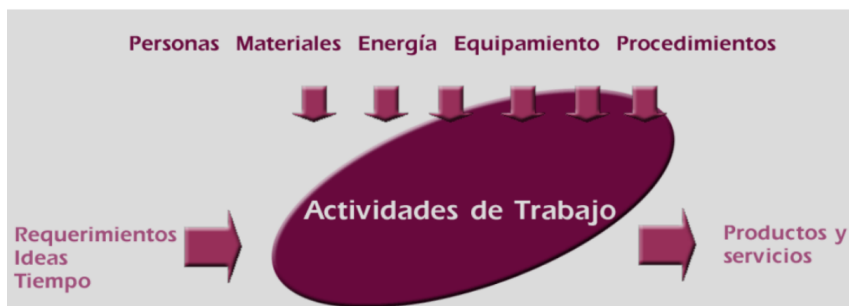 Personas Materiales Energía Equipamiento Procedimientos
Actividades de Trabajo
Requerimientos
Ideas
Tiempo
Productos y
servicios